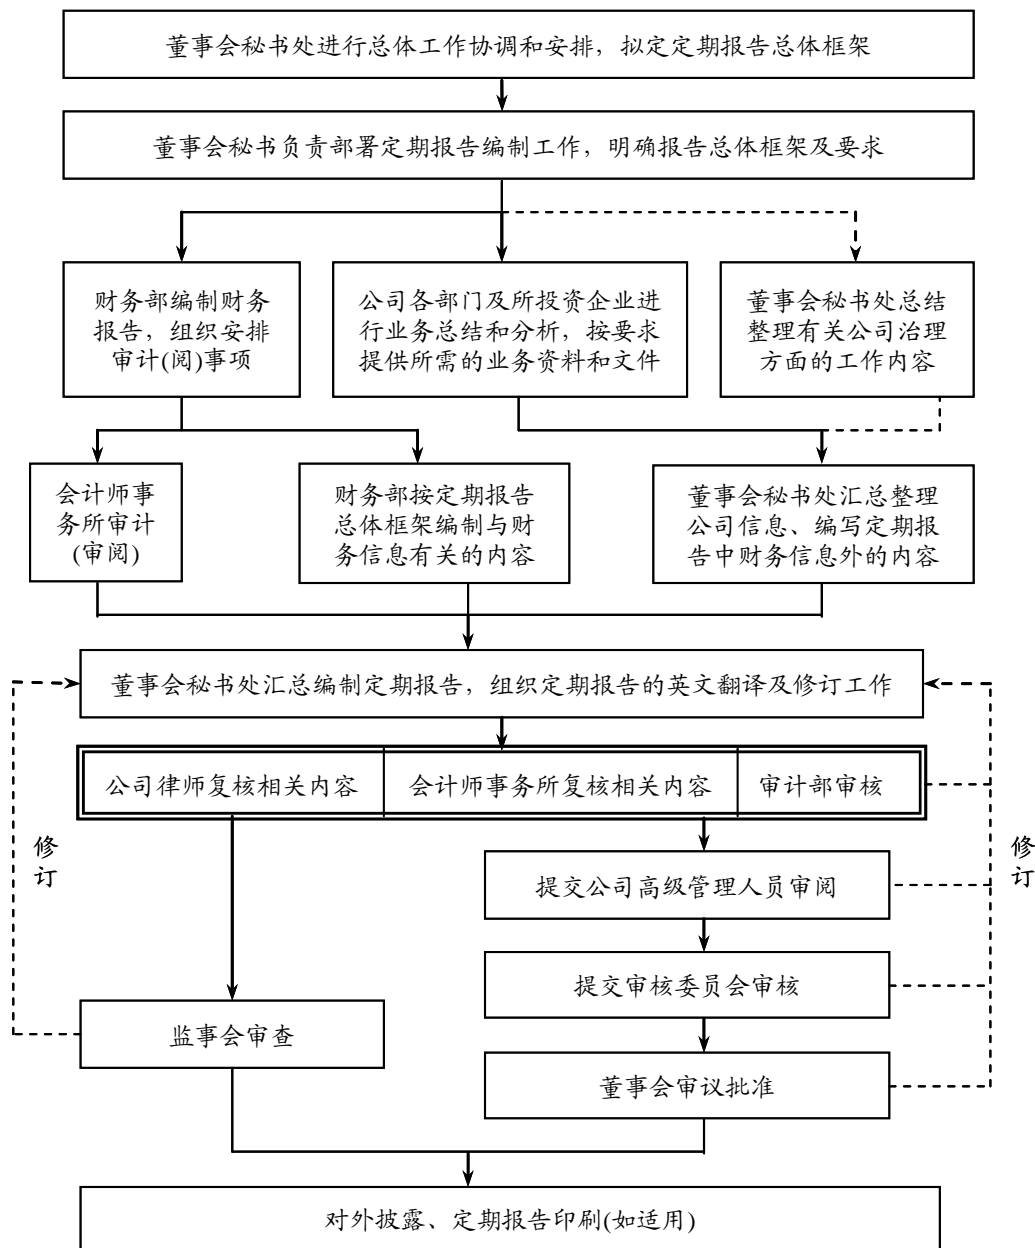 董事会秘书处进行总体工作协调和安排，拟定定期报告总体框架
董事会秘书负责部署定期报告编制工作，明确报告总体框架及要求
财务部编制财务
报告，组织安排
审计(阅)事项
公司各部门及所投资企业进
行业务总结和分析，按要求
提供所需的业务资料和文件
董事会秘书处总结
整理有关公司治理
方面的工作内容
会计师事
务所审计
(审阅)
财务部按定期报告
总体框架编制与财
务信息有关的内容
董事会秘书处汇总整理
公司信息、编写定期报
告中财务信息外的内容
董事会秘书处汇总编制定期报告，组织定期报告的英文翻译及修订工作
公司律师复核相关内容
会计师事务所复核相关内容
审计部审核
修
订
修
订
提交公司高级管理人员审阅
提交审核委员会审核
监事会审查
董事会审议批准
对外披露、定期报告印刷(如适用)